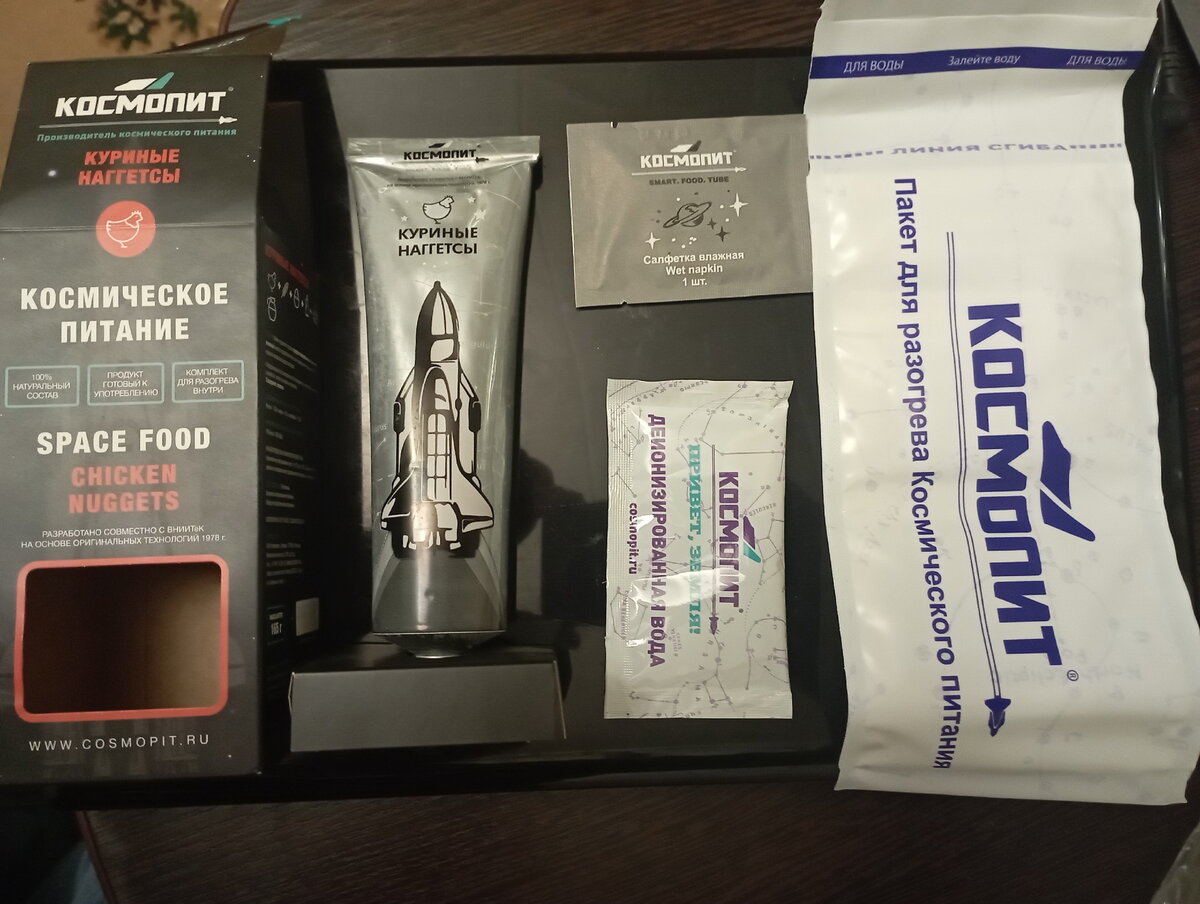 КОСМОПИТ®
Производитель космического питания
КУРИНЫЕ
НАГГЕТСЫ
КОСМИЧЕСКОЕ
ПИТАНИЕ
100%
НАТУРАЛЬНЫЙ
СОСТАВ
ПРОДУКТ
ГОТОВЫЙ К
УПОТРЕБЛЕНИЮ
КОМПЛЕКТ
ДЛЯ РАЗОГРЕВА
ВНУТРИ
SPACE FOOD
CHICKEN
NUGGETS
РАЗРАБОТАНО СОВМЕСТНО С ВНИИТеК
НА ОСНОВЕ ОРИГИНАЛЬНЫХ ТЕХНОЛОГИЙ 1978 г.
WWW.COSMOPIT.RU
165 г
КОСМОПИТ
КУРИНЫЕ
НАГГЕТСЫ
КОСМОПИТ
SMART. FOOD. TUBE
Салфетка влажная
Wet napkin
1 шт.
КОСМОПИТ
ПРИВЕТ, ЗЕМЛЯ!
ДЕИОНИЗИРОВАННАЯ ВОДА
cosmopit.ru
ДЛЯ ВОДЫ Залейте воду ДЛЯ ВОДЫ
ЛИНИЯ СГИБА
КОСМОПИТ®
Пакет для разогрева Космического питания